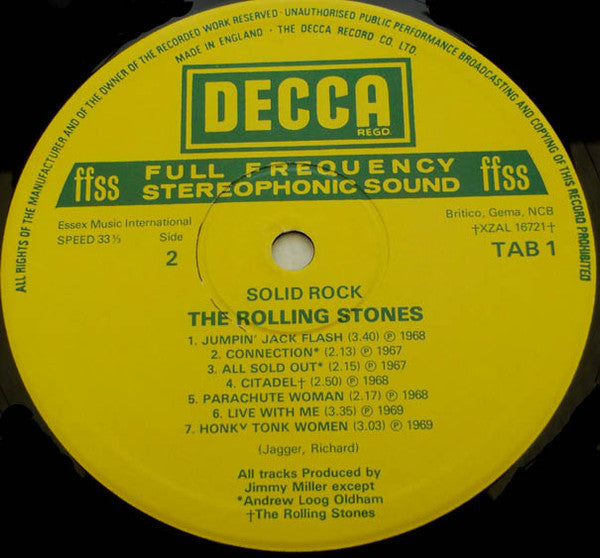 ALL RIGHTS OF THE MANUFACTURER AND OF THE OWNER OF THE RECORDED WORK RESERVED · UNAUTHORISED PUBLIC PERFORMANCE BROADCASTING AND COPYING OF THIS RECORD PROHIBITED
MADE IN ENGLAND · THE DECCA RECORD CO. LTD.
DECCA
REGD.
ffss FULL FREQUENCY ffss
STEREOPHONIC SOUND
Essex Music International
SPEED 33⅓ Side
2
Britico, Gema, NCB
†XZAL 16721†
TAB 1
SOLID ROCK
THE ROLLING STONES
1. JUMPIN' JACK FLASH (3.40) ℗ 1968
2. CONNECTION* (2.13) ℗ 1967
3. ALL SOLD OUT* (2.15) ℗ 1967
4. CITADEL† (2.50) ℗ 1968
5. PARACHUTE WOMAN (2.17) ℗ 1968
6. LIVE WITH ME (3.35) ℗ 1969
7. HONKY TONK WOMEN (3.03) ℗ 1969
(Jagger, Richard)
All tracks Produced by
Jimmy Miller except
*Andrew Loog Oldham
†The Rolling Stones